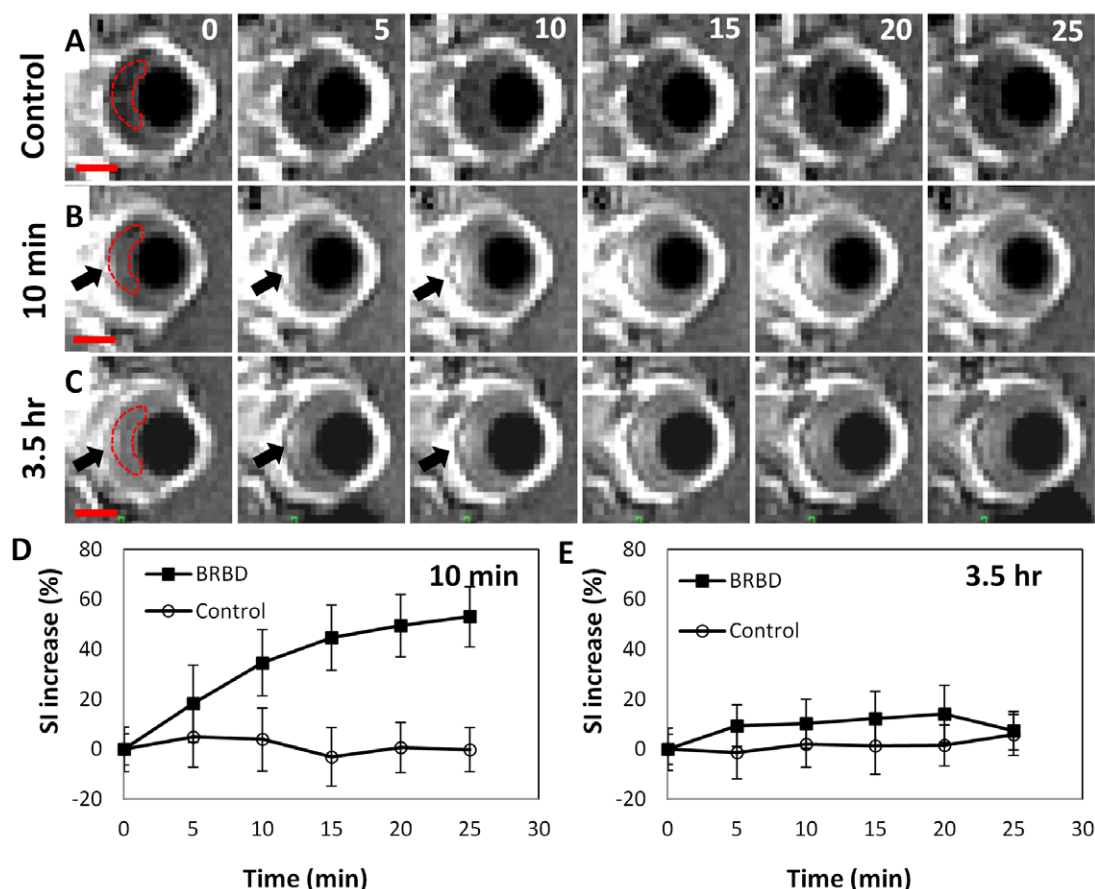 A 0 5 10 15 20 25
Control
B
10 min
C
3.5 hr
D
80
60
40
20
0
-20
SI increase (%)
BRBD
Control
10 min
0 5 10 15 20 25 30
Time (min)
E
80
60
40
20
0
-20
SI increase (%)
BRBD
Control
3.5 hr
0 5 10 15 20 25 30
Time (min)